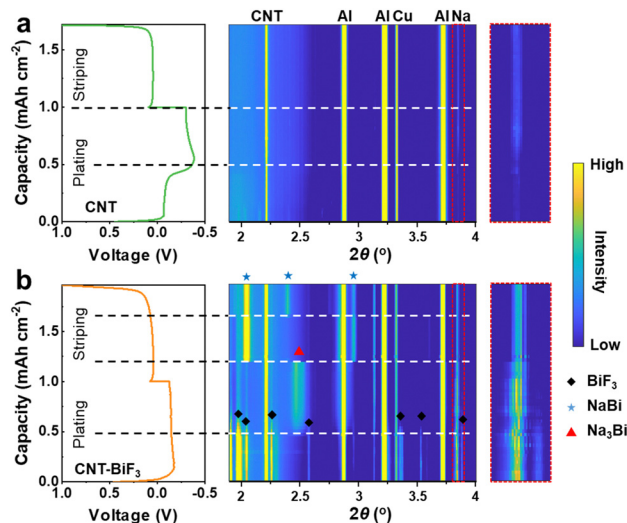 a
CNT Al Al Cu Al Na
1.5
1.0
0.5
0.0
Capacity (mAh cm⁻²)
Striping
Plating
CNT
1.0 0.5 0.0 -0.5
Voltage (V)
2.0 2.5 3.0 3.5 4
2θ (°)
High
Intensity
Low
b
1.5
1.0
0.5
0.0
Capacity (mAh cm⁻²)
Striping
Plating
CNT-BiF₃
1.0 0.5 0.0 -0.5
Voltage (V)
2.0 2.5 3.0 3.5 4
2θ (°)
BiF₃
NaBi
Na₃Bi